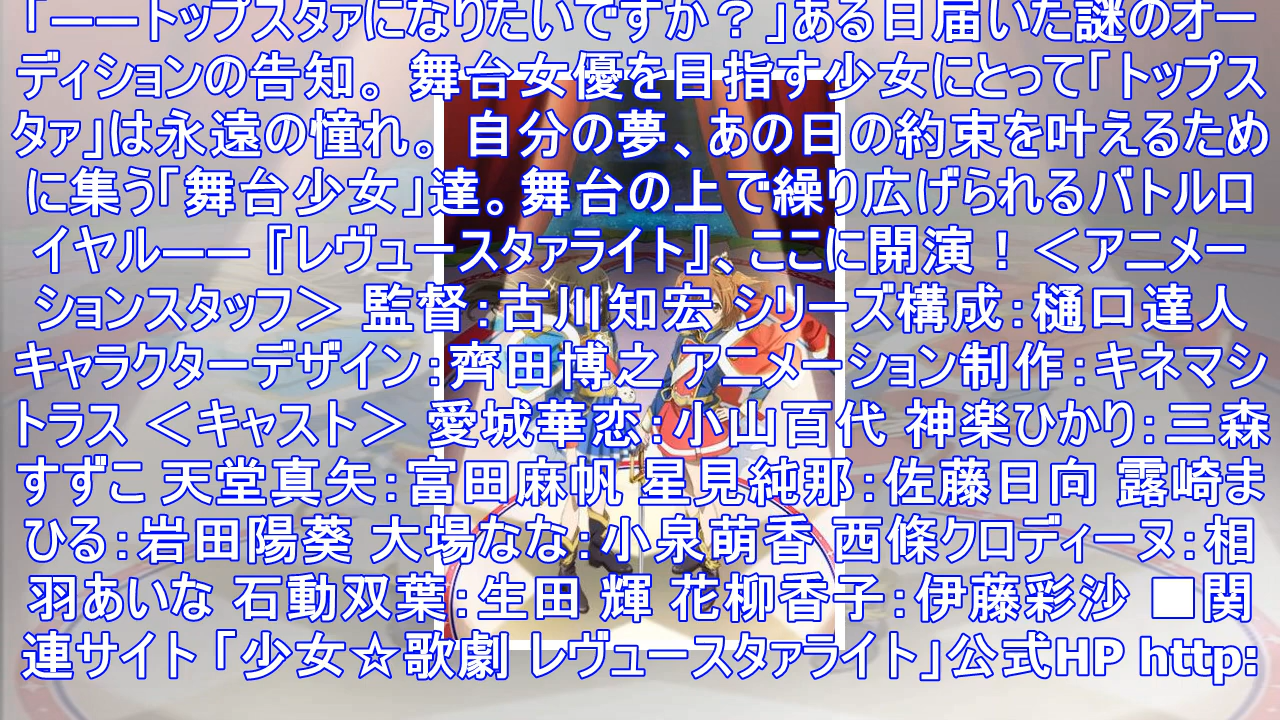 「ーートップスタァになりたいですか？」ある日届いた謎のオー
ディションの告知。 舞台女優を目指す少女にとって「トップス
タァ」は永遠の憧れ。 自分の夢、あの日の約束を叶えるため
に集う「舞台少女」達。舞台の上で繰り広げられるバトルロ
イヤルーー『レヴュースタァライト』、ここに開演！ ＜アニメー
ションスタッフ＞ 監督：古川知宏 シリーズ構成：樋口達人
キャラクターデザイン：齊田博之 アニメーション制作：キネマシ
トラス ＜キャスト＞ 愛城華恋：小山百代 神楽ひかり：三森
すずこ 天堂真矢：富田麻帆 星見純那：佐藤日向 露崎ま
ひる：岩田陽葵 大場なな：小泉萌香 西條クロディーヌ：相
羽あいな 石動双葉：生田 輝 花柳香子：伊藤彩沙 ■関
連サイト 「少女☆歌劇 レヴュースタァライト」公式HP http: